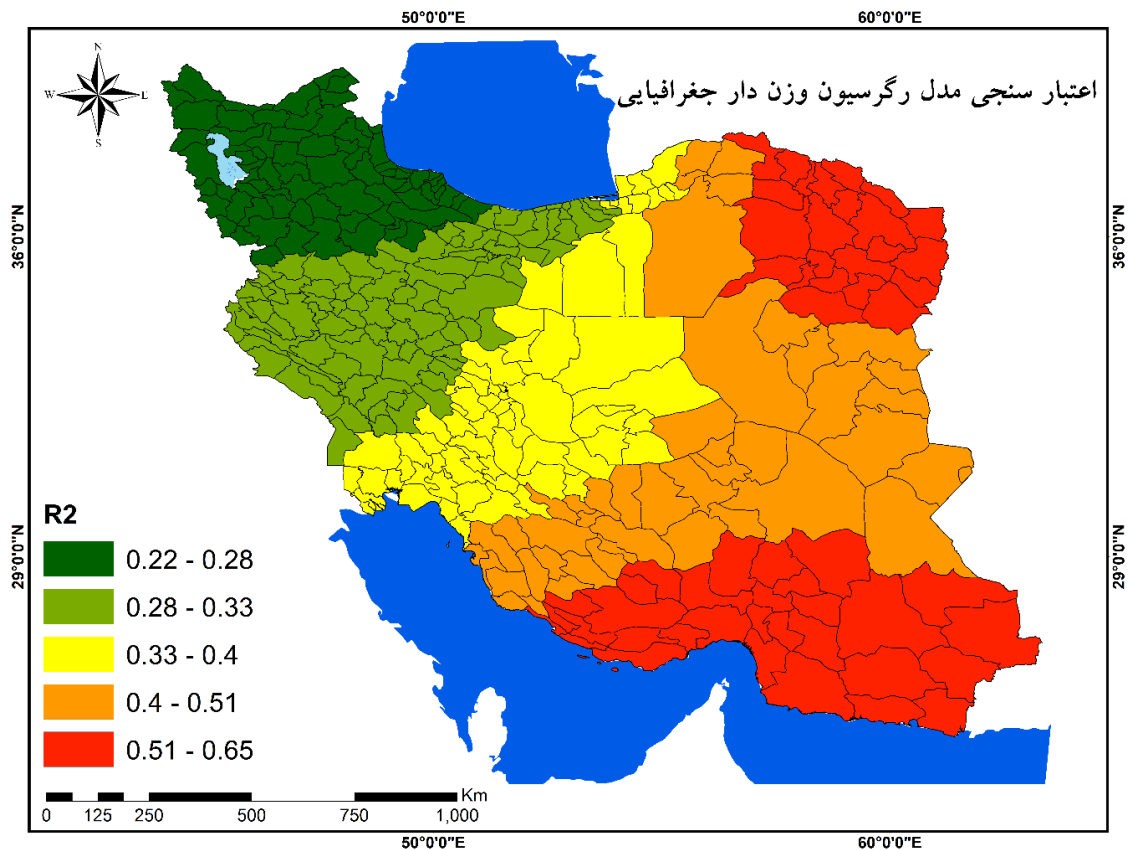 50°0'0"E 60°0'0"E
N
W E
S
اعتبار سنجی مدل رگرسیون وزن دار جغرافیایی
36°0'0"N 36°0'0"N
29°0'0"N 29°0'0"N
R2
0.22 - 0.28
0.28 - 0.33
0.33 - 0.4
0.4 - 0.51
0.51 - 0.65
Km
0 125 250 500 750 1,000
50°0'0"E 60°0'0"E